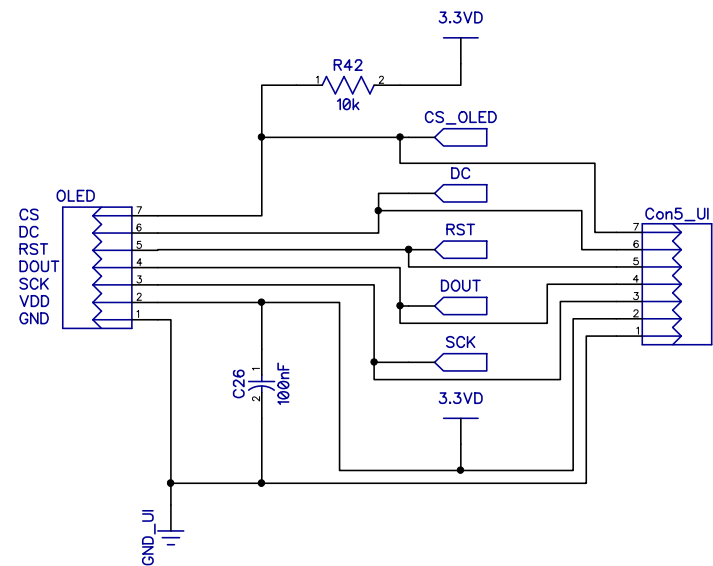 3.3VD
R42
1
2
10k
CS_OLED
DC
OLED
CS
7
DC
6
RST
5
DOUT
4
SCK
3
VDD
2
GND
1
RST
DOUT
SCK
Con5_UI
7
6
5
4
3
2
1
C26
1
2
100nF
3.3VD
GND_UI